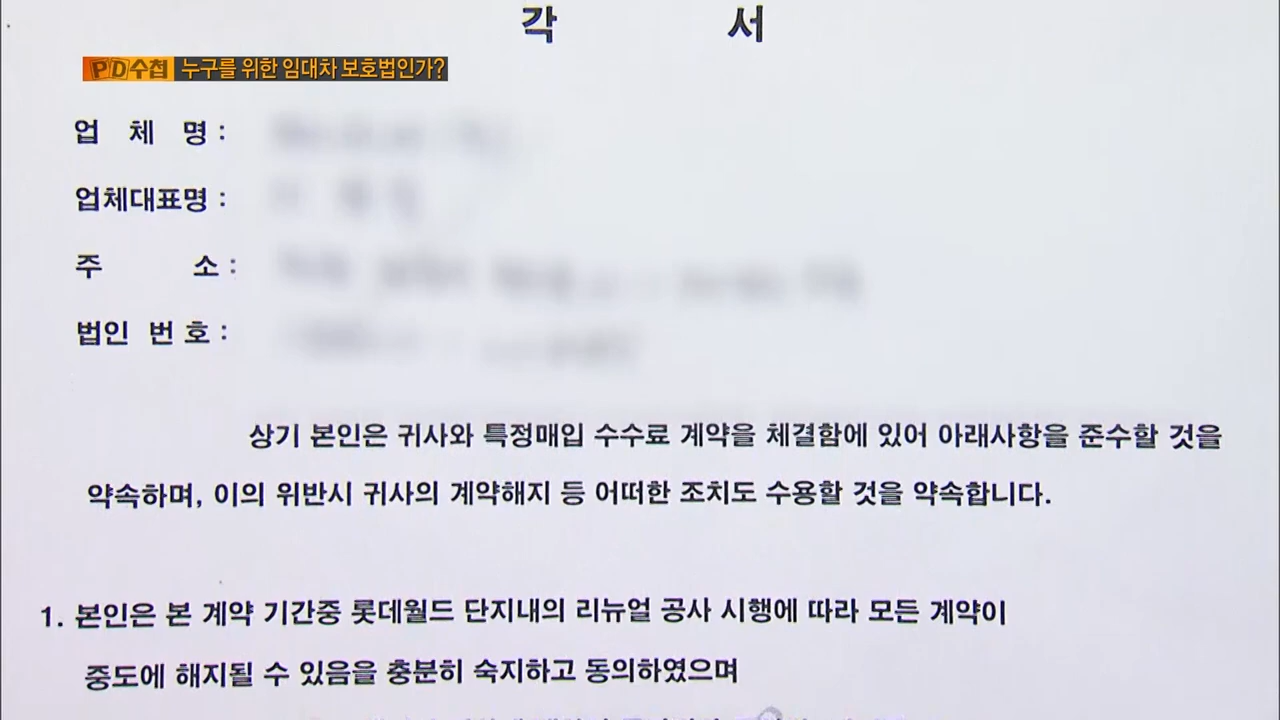 각 서
PD수첩 누구를 위한 임대차 보호법인가?
업 체 명 :
업체대표명 :
주 소 :
법인 번호 :
상기 본인은 귀사와 특정매입 수수료 계약을 체결함에 있어 아래사항을 준수할 것을
약속하며, 이의 위반시 귀사의 계약해지 등 어떠한 조치도 수용할 것을 약속합니다.
1. 본인은 본 계약 기간중 롯데월드 단지내의 리뉴얼 공사 시행에 따라 모든 계약이
중도에 해지될 수 있음을 충분히 숙지하고 동의하였으며